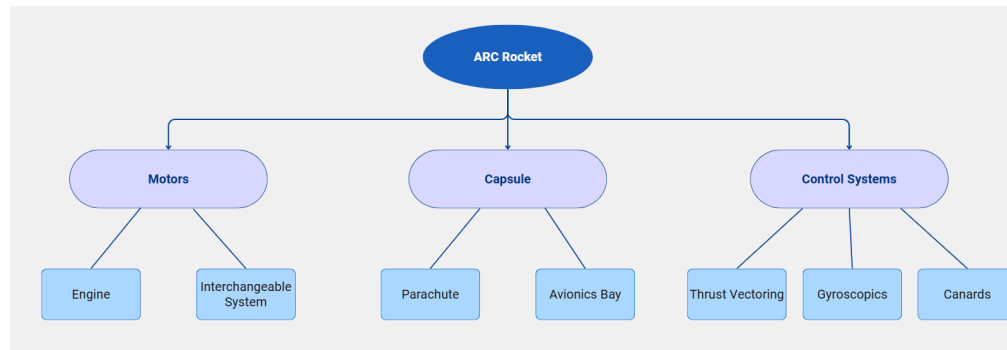 ARC Rocket
Motors
Capsule
Control Systems
Engine
Interchangeable
System
Parachute
Avionics Bay
Thrust Vectoring
Gyroscopics
Canards